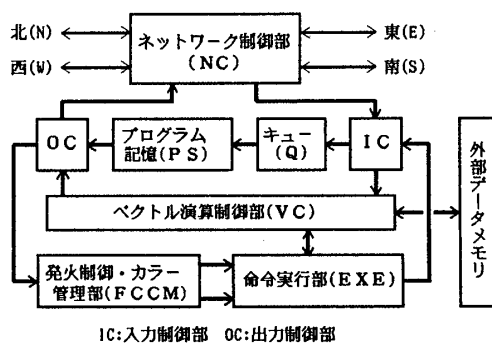 北(N)
東(E)
ネットワーク制御部
(NC)
西(W)
南(S)
OC
プログラム
記憶(PS)
キュー
(Q)
IC
外部データメモリ
ベクトル演算制御部(VC)
発火制御・カラー
管理部(FCCM)
命令実行部(EXE)
IC:入力制御部 OC:出力制御部